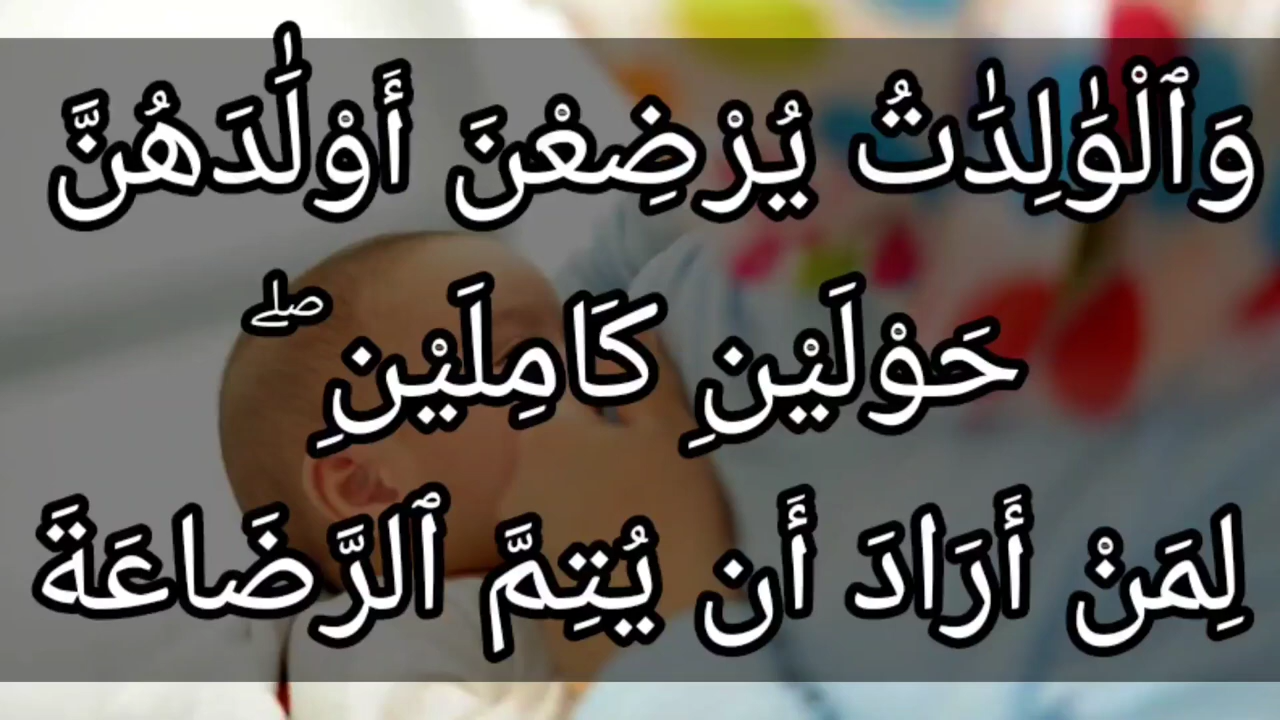 وَٱلْوَٰلِدَٰتُ يُرْضِعْنَ أَوْلَٰدَهُنَّ
حَوْلَيْنِ كَامِلَيْنِ ۖ
لِمَنْ أَرَادَ أَن يُتِمَّ ٱلرَّضَاعَةَ